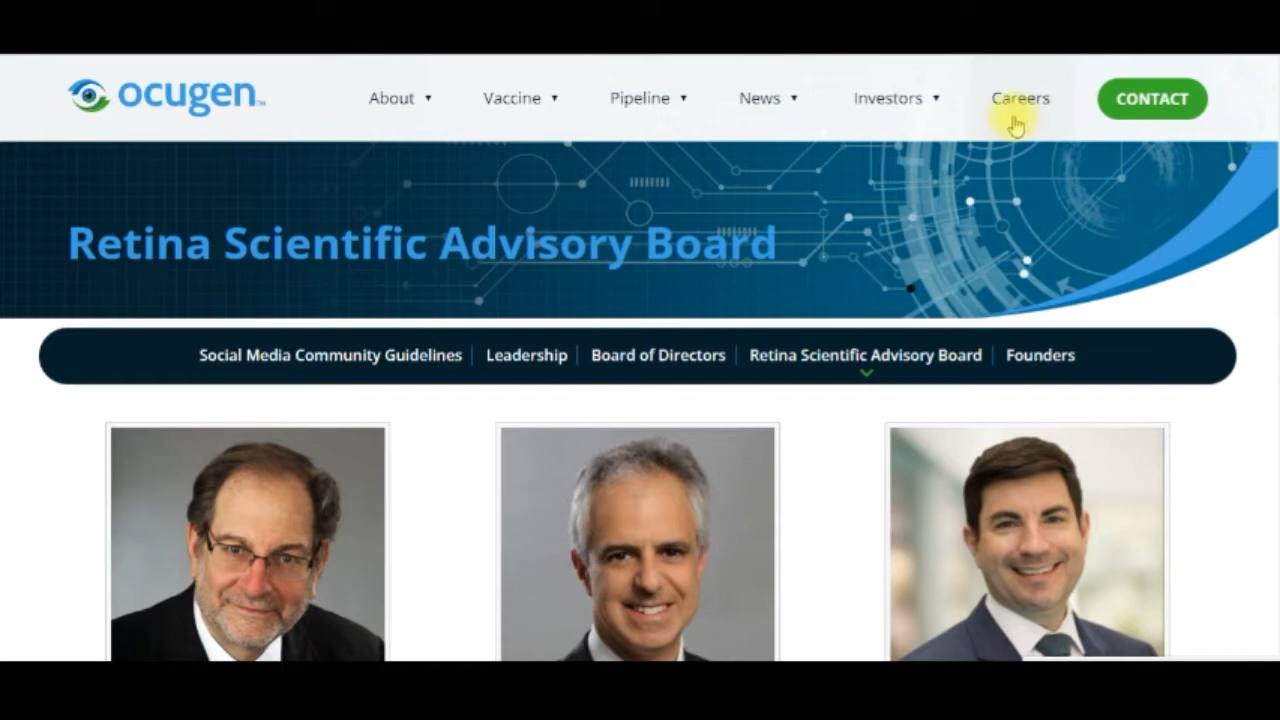 ocugen™
About ▼ Vaccine ▼ Pipeline ▼ News ▼ Investors ▼ Careers CONTACT
Retina Scientific Advisory Board
Social Media Community Guidelines | Leadership | Board of Directors | Retina Scientific Advisory Board | Founders